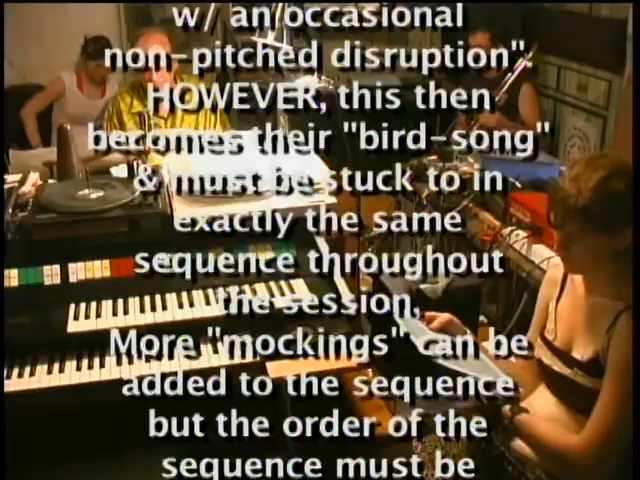 w/ an occasional
non-pitched disruption".
HOWEVER, this then
becomes their "bird-song"
& must be stuck to in
exactly the same
sequence throughout
the session.
More "mockings" can be
added to the sequence
but the order of the
sequence must be